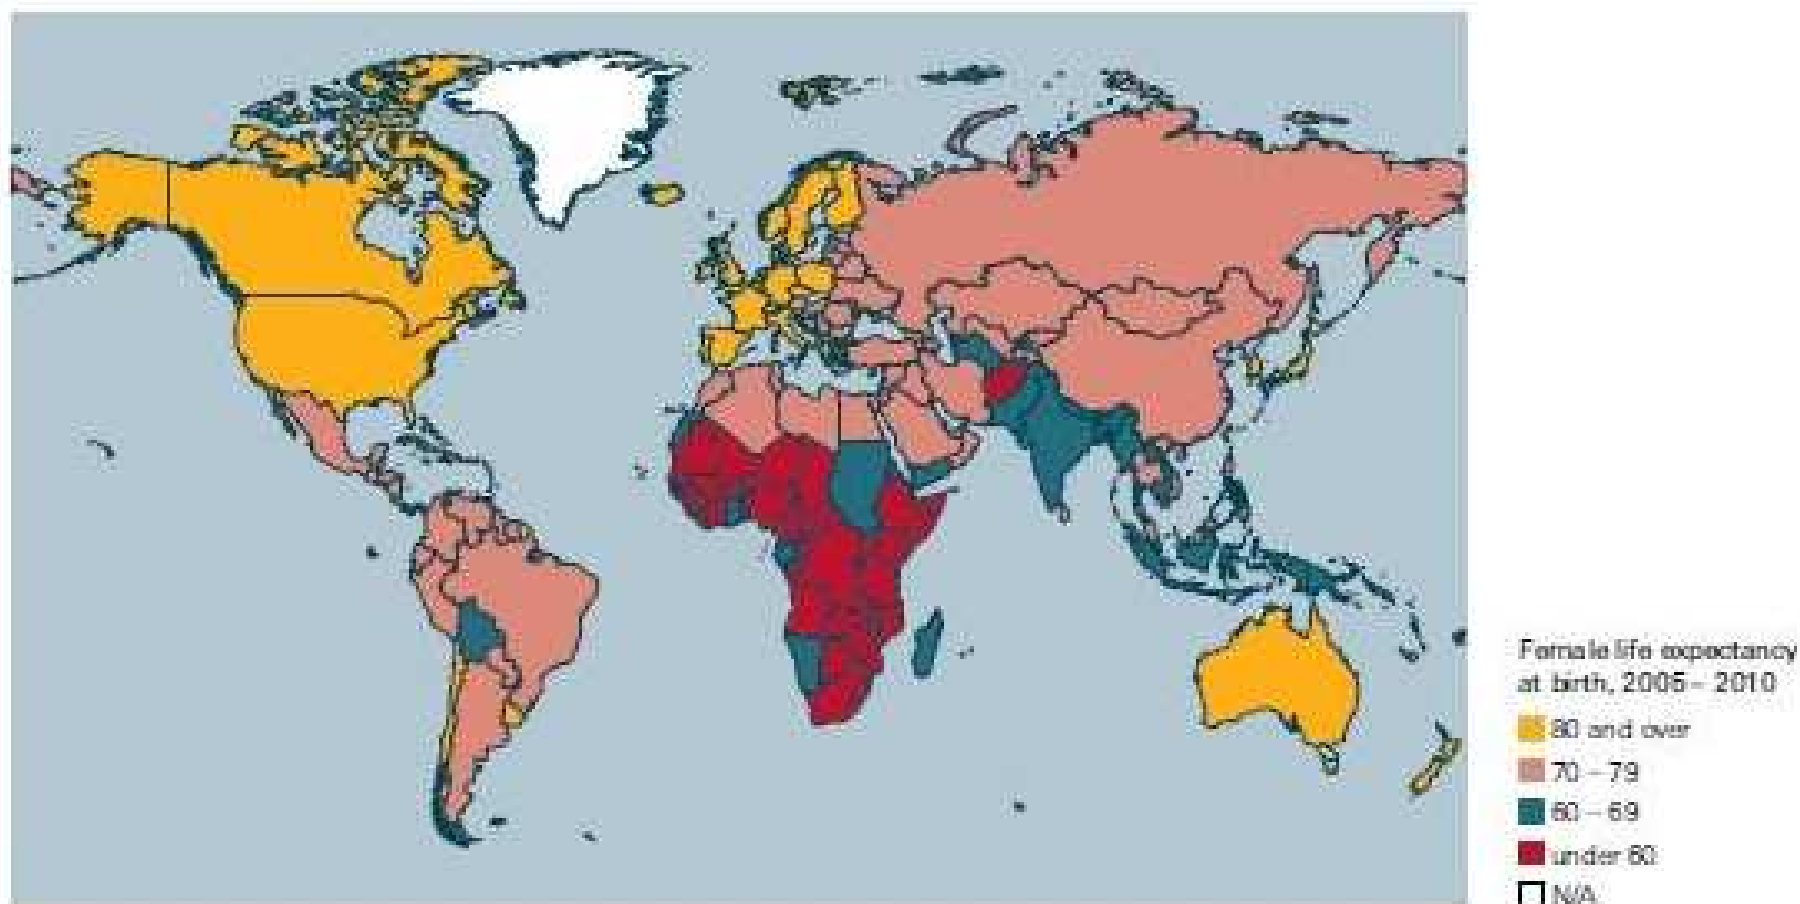 Female life expectancy
at birth, 2005 – 2010
80 and over
70 – 79
60 – 69
under 60
N/A